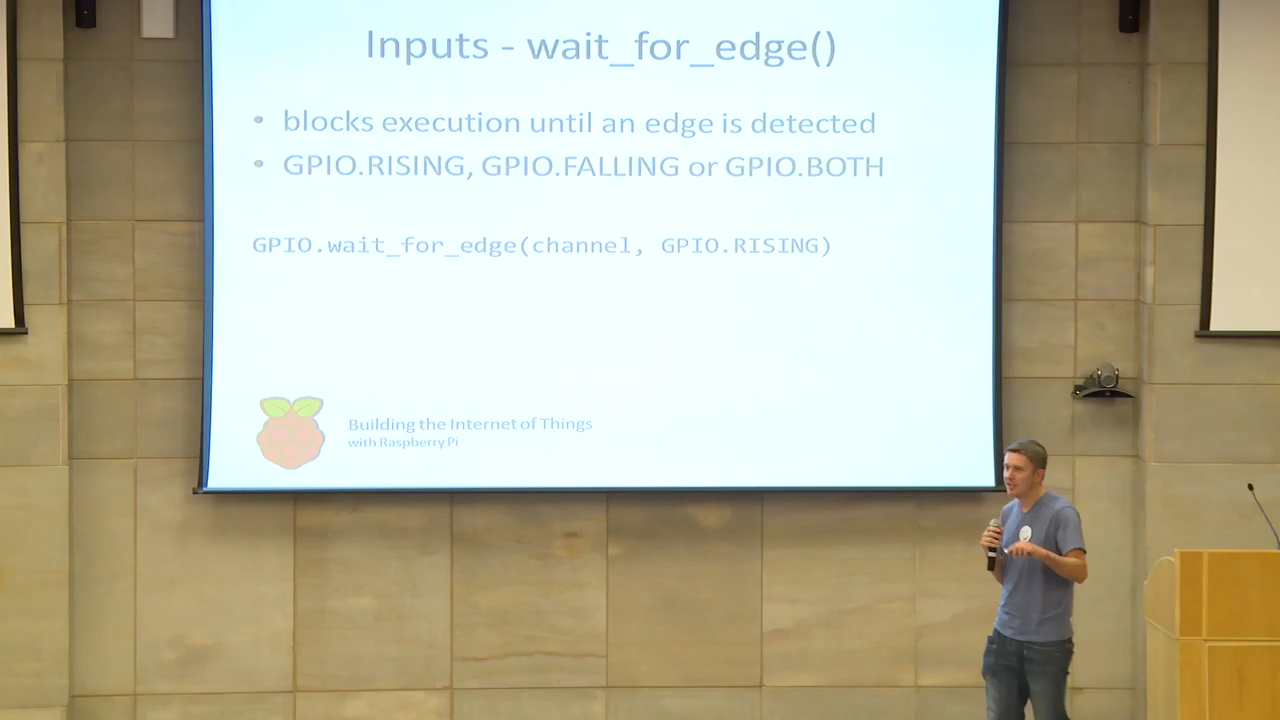 Inputs - wait_for_edge()
• blocks execution until an edge is detected
• GPIO.RISING, GPIO.FALLING or GPIO.BOTH
GPIO.wait_for_edge(channel, GPIO.RISING)
Building the Internet of Things
with Raspberry Pi